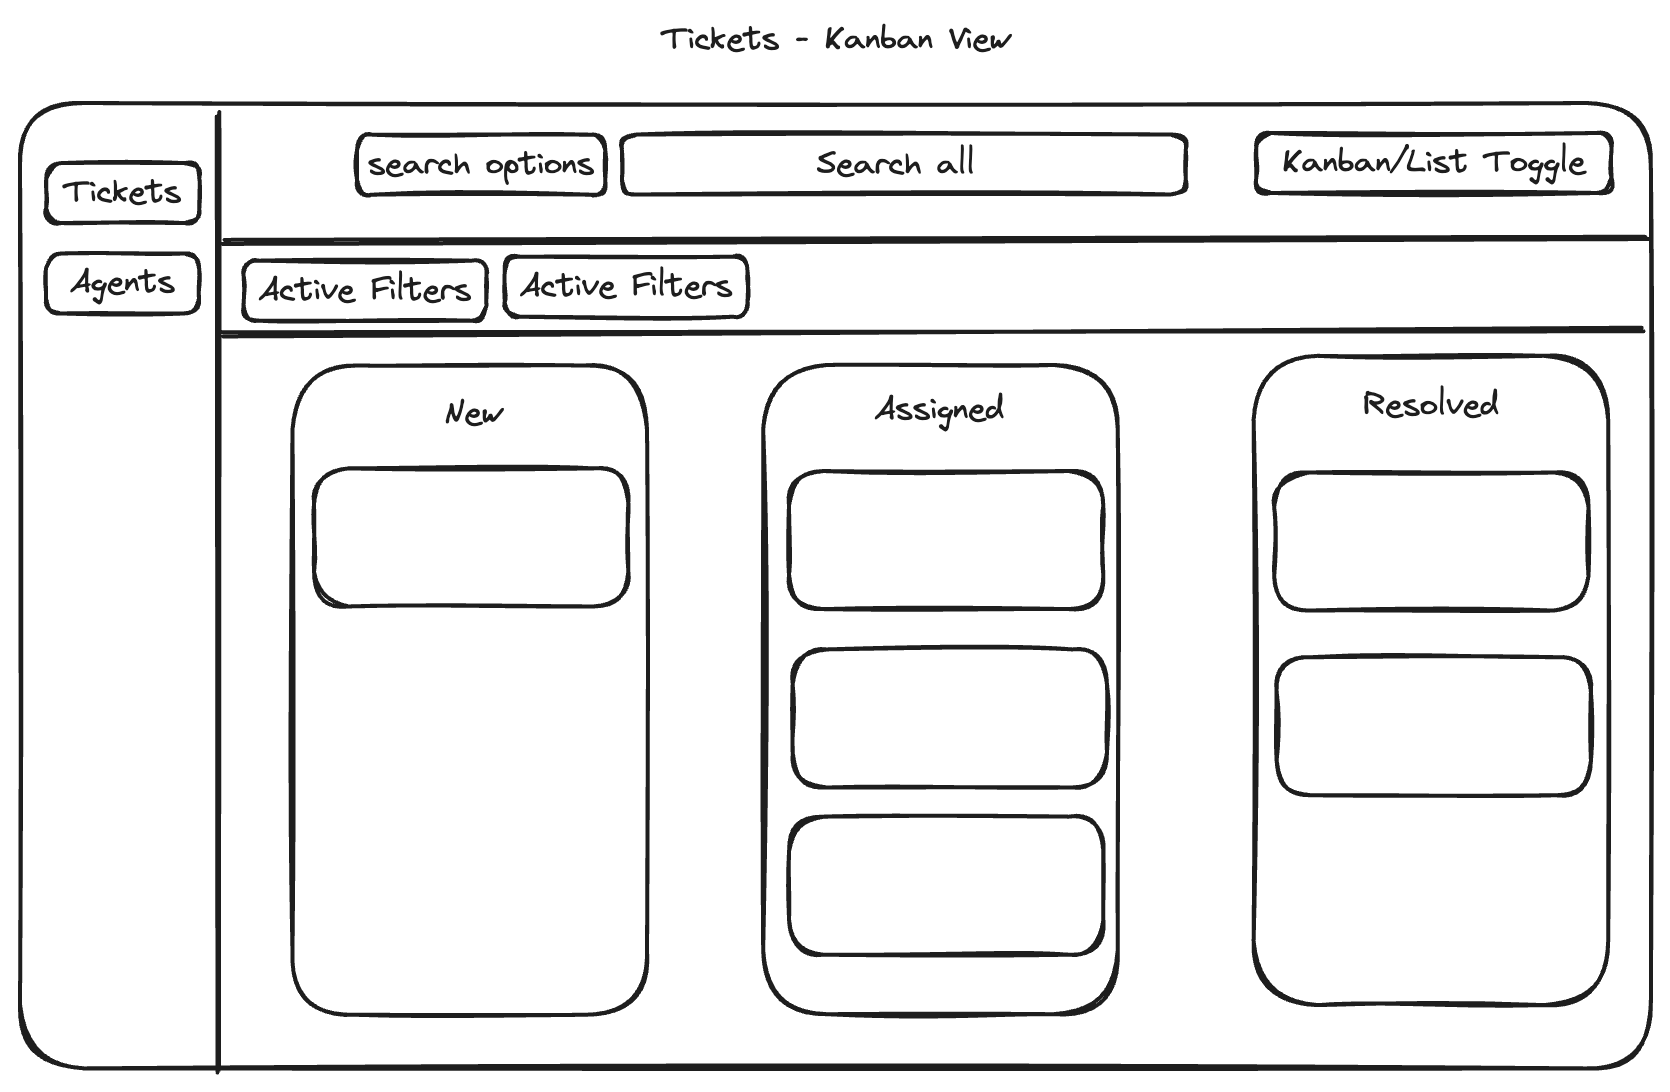 Tickets - Kanban View
Tickets
Agents
search options
Search all
Kanban/List Toggle
Active Filters
Active Filters
New
Assigned
Resolved